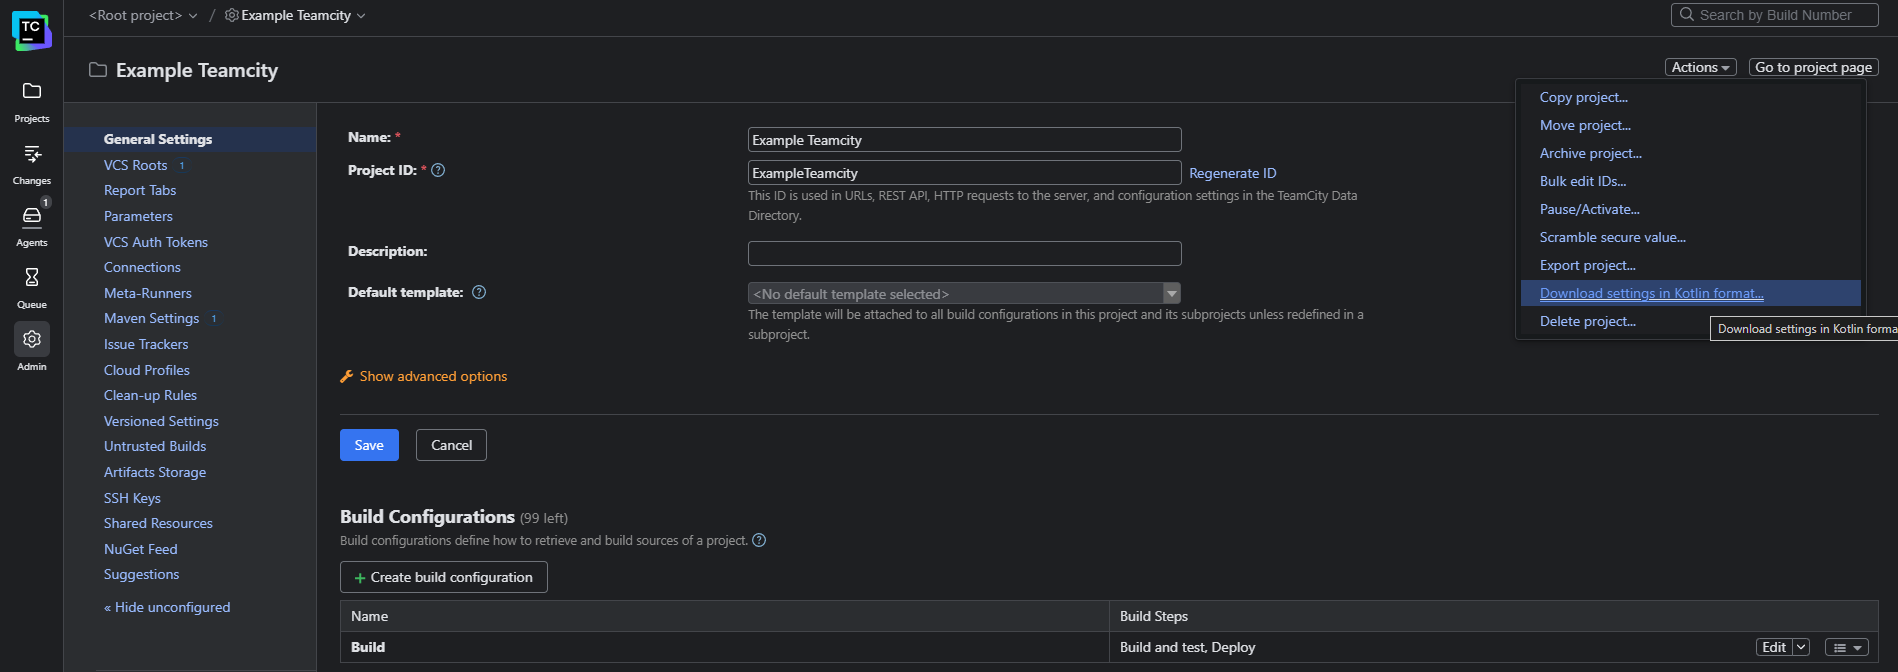 TC
<Root project> / Example Teamcity
Search by Build Number
Example Teamcity
Actions
Go to project page
Projects
Changes
1
Agents
Queue
Admin
General Settings
VCS Roots 1
Report Tabs
Parameters
VCS Auth Tokens
Connections
Meta-Runners
Maven Settings 1
Issue Trackers
Cloud Profiles
Clean-up Rules
Versioned Settings
Untrusted Builds
Artifacts Storage
SSH Keys
Shared Resources
NuGet Feed
Suggestions
« Hide unconfigured
Name: * Example Teamcity
Project ID: * ? ExampleTeamcity Regenerate ID
This ID is used in URLs, REST API, HTTP requests to the server, and configuration settings in the TeamCity Data
Directory.
Description:
Default template: ? <No default template selected>
The template will be attached to all build configurations in this project and its subprojects unless redefined in a
subproject.
Show advanced options
Save Cancel
Copy project...
Move project...
Archive project...
Bulk edit IDs...
Pause/Activate...
Scramble secure value...
Export project...
Download settings in Kotlin format...
Delete project...
Download settings in Kotlin forma
Build Configurations (99 left)
Build configurations define how to retrieve and build sources of a project. ?
+ Create build configuration
Name Build Steps
Build Build and test, Deploy Edit